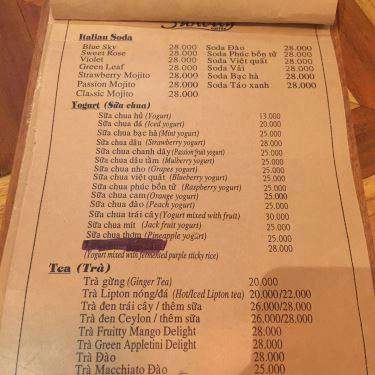 Italian Soda
Blue Sky 28.000 Soda Đào 28.000
Sweet Rose 28.000 Soda Phúc bồn tử 28.000
Violet 28.000 Soda Việt quất 28.000
Green Leaf 28.000 Soda Vải 28.000
Strawberry Mojito 28.000 Soda Bạc hà 28.000
Passion Mojito 28.000 Soda Táo xanh 28.000
Classic Mojito 28.000
Yogurt (Sữa chua)
Sữa chua hủ (Yogurt) 13.000
Sữa chua đá (Iced yogurt) 20.000
Sữa chua bạc hà (Mint yogurt) 25.000
Sữa chua dâu (Strawberry yogurt) 28.000
Sữa chua chanh dây (Passion fruit yogurt) 25.000
Sữa chua dâu tằm (Mulberry yogurt) 25.000
Sữa chua nho (Grapes yogurt) 25.000
Sữa chua việt quất (Blueberry yogurt) 25.000
Sữa chua phúc bồn tử (Raspberry yogurt) 25.000
Sữa chua cam (Orange yogurt) 25.000
Sữa chua đào (Peach yogurt) 25.000
Sữa chua trái cây (Yogurt mixed with fruit) 30.000
Sữa chua mít (Jack fruit yogurt) 25.000
Sữa chua thơm (Pineapple yogurt) 25.000
28.000
(Yogurt mixed with fermented purple sticky rice)
Tea (Trà)
Trà gừng (Ginger Tea) 20.000
Trà Lipton nóng/đá (Hot/Iced Lipton tea) 20.000/22.000
Trà đen trái cây / thêm sữa 26.000/28.000
Trà đen Ceylon / thêm sữa 26.000/28.000
Trà Fruitty Mango Delight 28.000
Trà Green Appletini Delight 28.000
Trà Đào 28.000
Trà Macchiato Đào 25.000